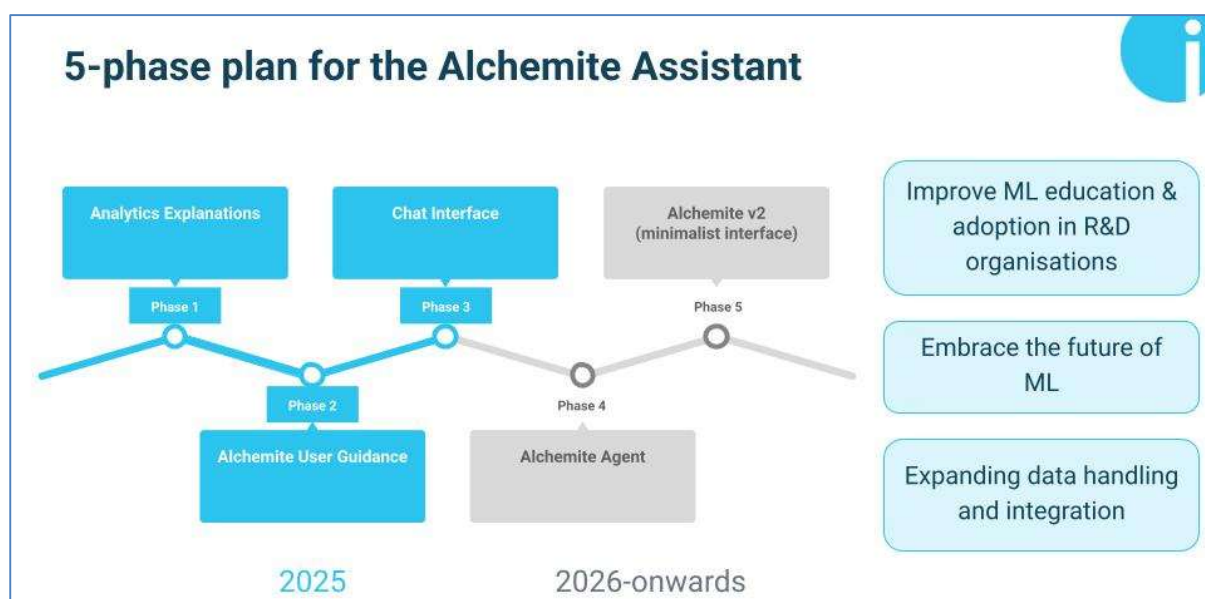 5-phase plan for the Alchemite Assistant
Analytics Explanations
Phase 1
Phase 2
Alchemite User Guidance
Chat Interface
Phase 3
Phase 4
Alchemite Agent
Alchemite v2
(minimalist interface)
Phase 5
2025
2026-onwards
Improve ML education &
adoption in R&D
organisations
Embrace the future of
ML
Expanding data handling
and integration
i